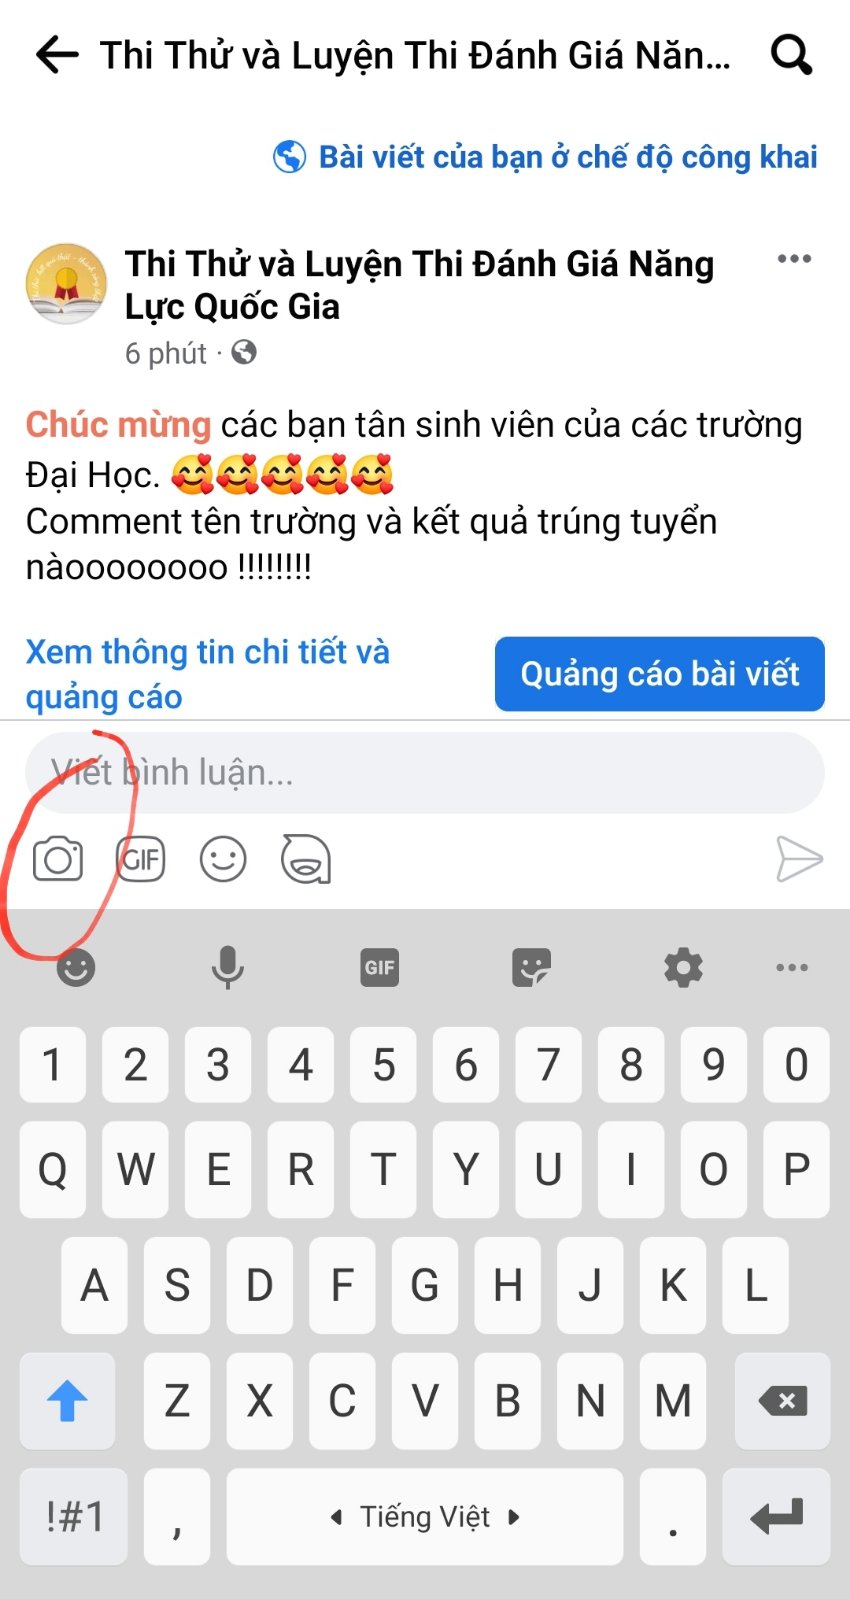 Thi Thử và Luyện Thi Đánh Giá Năn...
Bài viết của bạn ở chế độ công khai
Thi Thử và Luyện Thi Đánh Giá Năng
Lực Quốc Gia
6 phút ·
Chúc mừng các bạn tân sinh viên của các trường
Đại Học. 🥰🥰🥰🥰🥰
Comment tên trường và kết quả trúng tuyển
nàoooooooo !!!!!!!!
Xem thông tin chi tiết và
quảng cáo
Quảng cáo bài viết
Viết bình luận...
GIF
GIF
1 2 3 4 5 6 7 8 9 0
Q W E R T Y U I O P
A S D F G H J K L
Z X C V B N M
!#1 , Tiếng Việt .